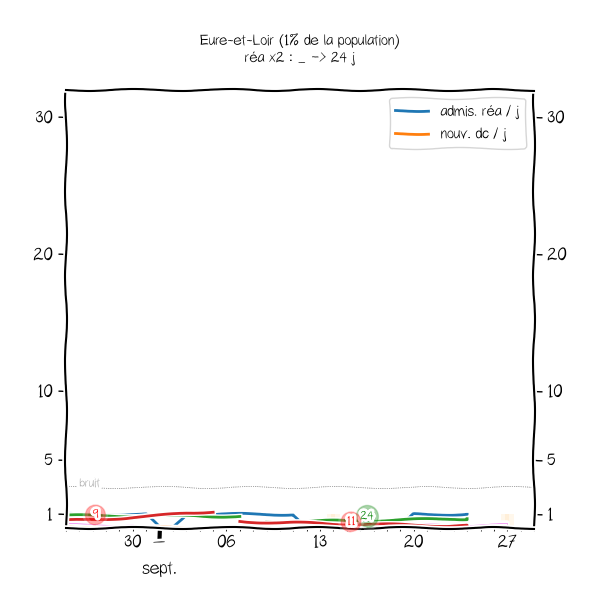 Eure-et-Loir (1% de la population)
réa x2 : _ -> 24 j
admis. réa / j
nouv. dc / j
30 30
20 20
10 10
5 5
bruit
1 9 11 24 1
30 06 13 20 27
sept.